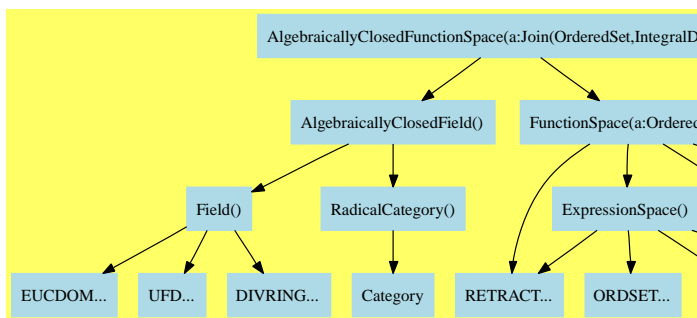 AlgebraicallyClosedFunctionSpace(a:Join(OrderedSet,IntegralD
AlgebraicallyClosedField()
FunctionSpace(a:Ordered
Field()
RadicalCategory()
ExpressionSpace()
EUCDOM...
UFD...
DIVRING...
Category
RETRACT...
ORDSET...